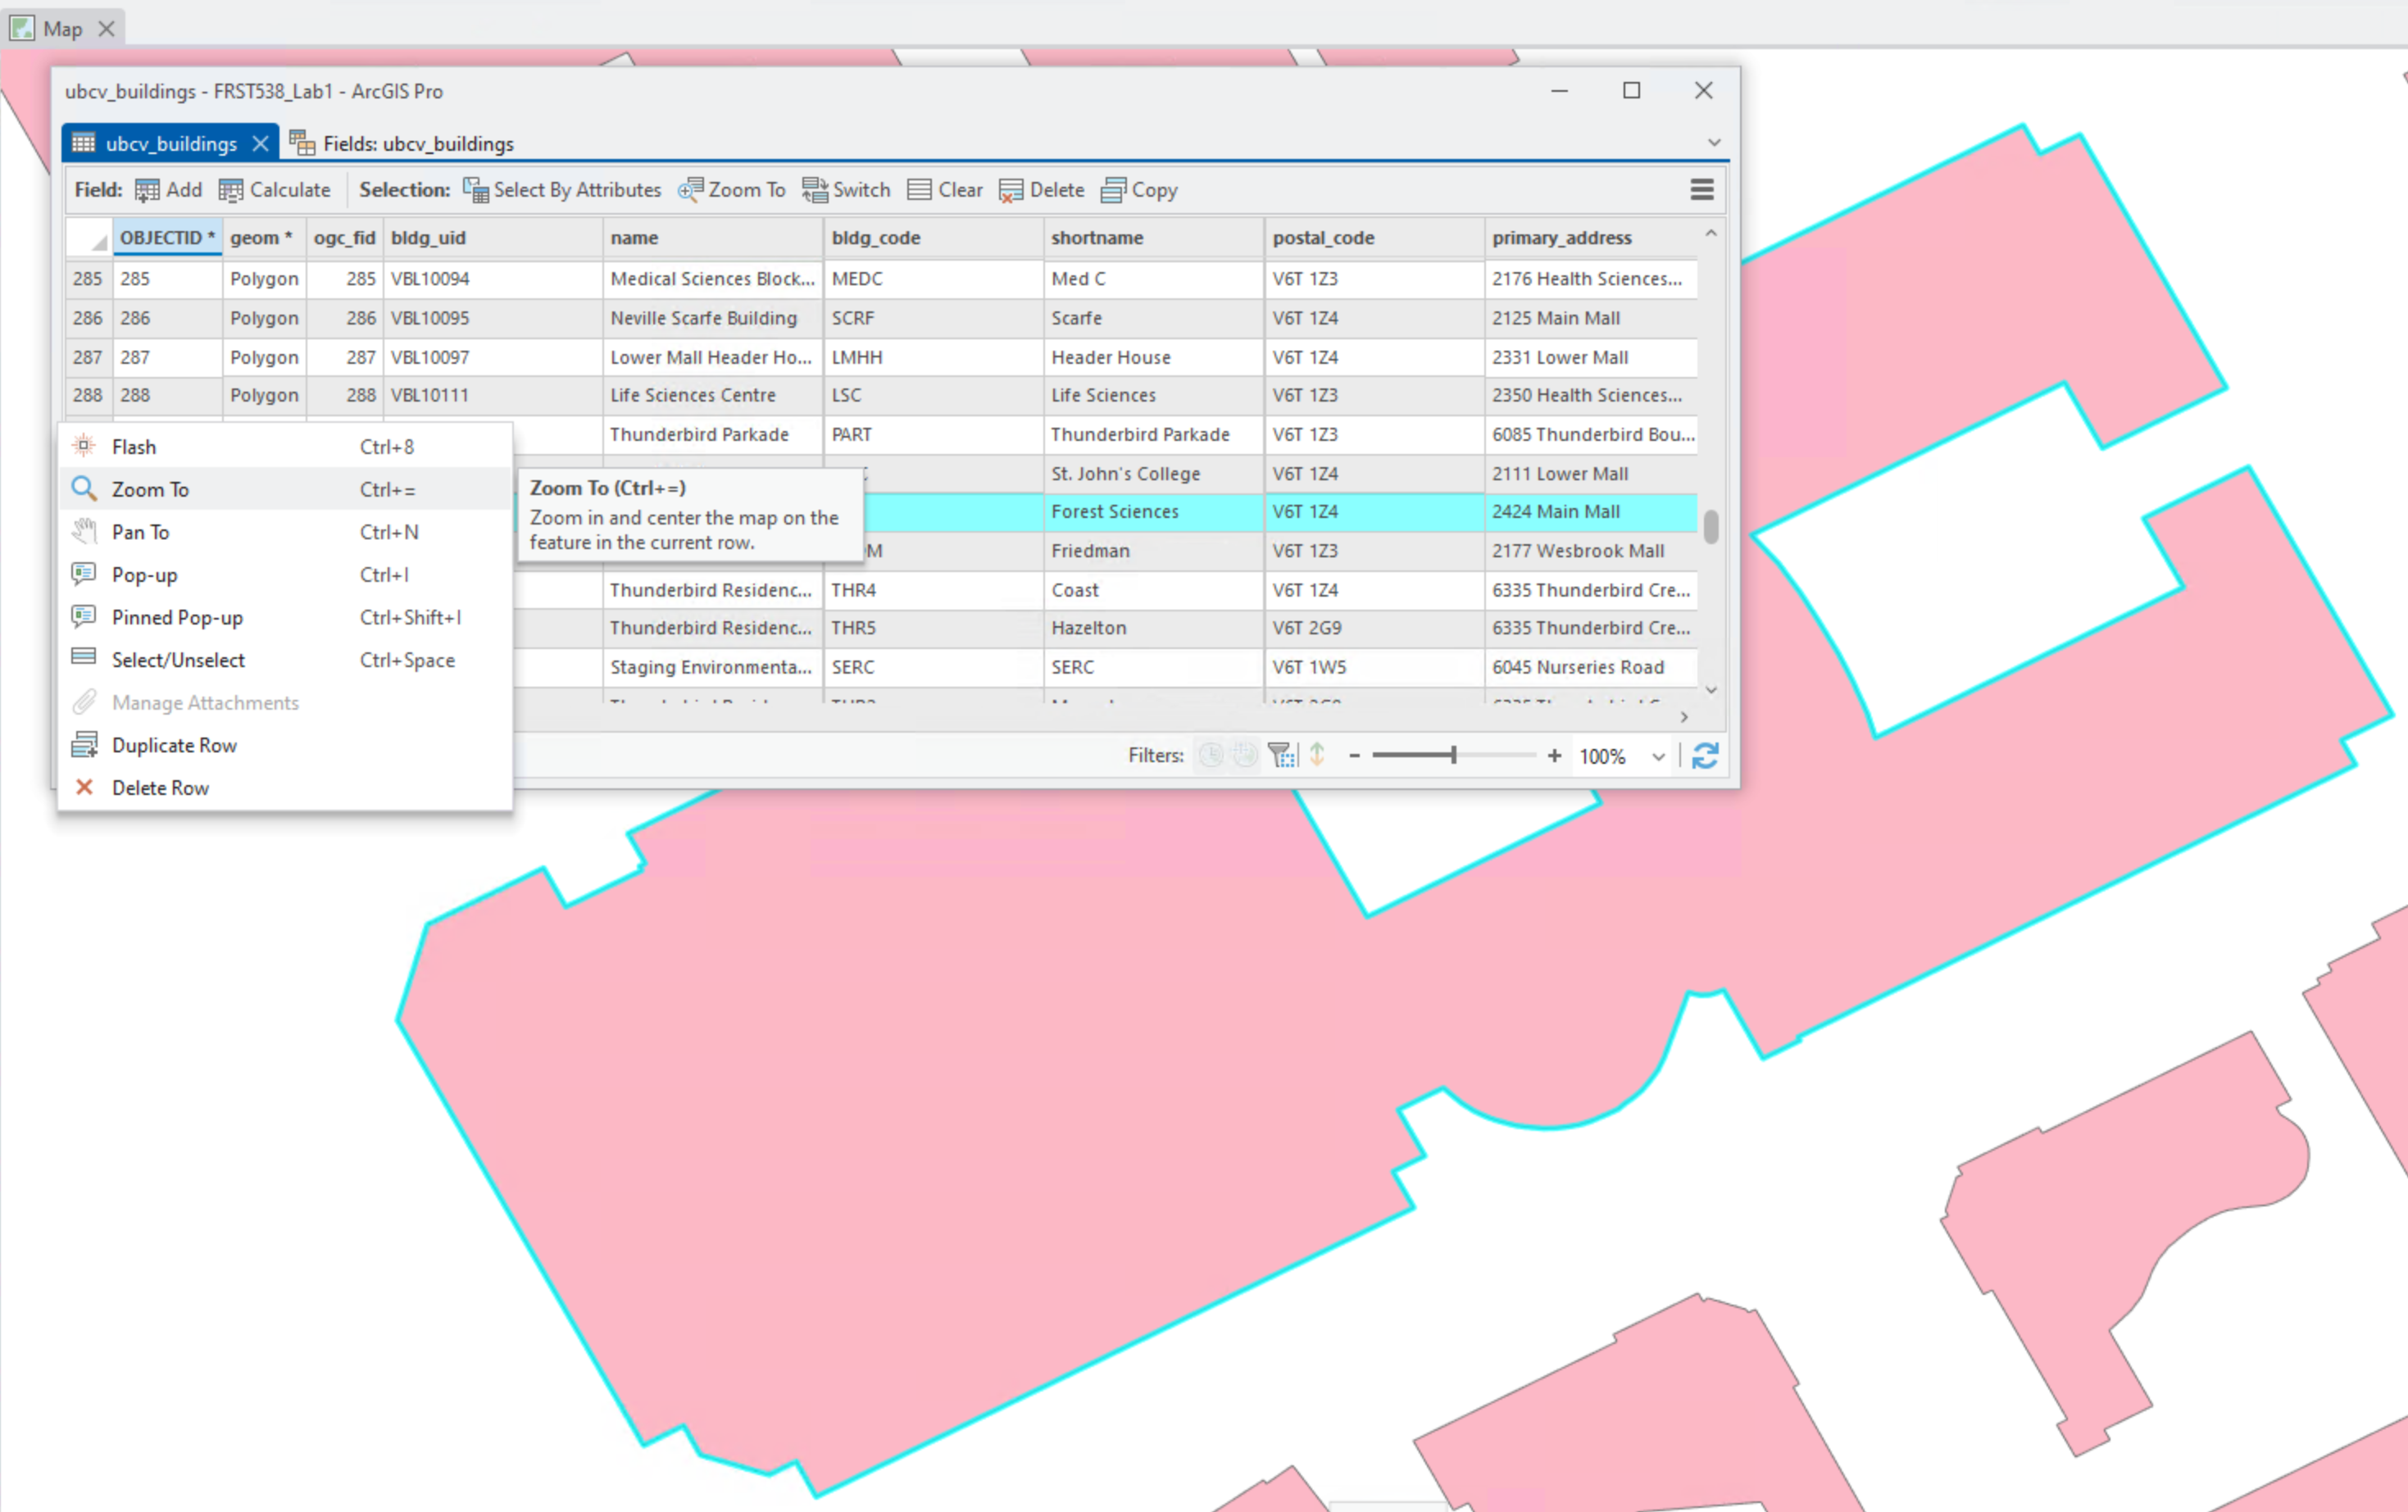 Map
ubcv_buildings - FRST538_Lab1 - ArcGIS Pro
ubcv_buildings Fields: ubcv_buildings
Field: Add Calculate Selection: Select By Attributes Zoom To Switch Clear Delete Copy
OBJECTID * geom * ogc_fid bldg_uid name bldg_code shortname postal_code primary_address
285 285 Polygon 285 VBL10094 Medical Sciences Block... MEDC Med C V6T 1Z3 2176 Health Sciences...
286 286 Polygon 286 VBL10095 Neville Scarfe Building SCRF Scarfe V6T 1Z4 2125 Main Mall
287 287 Polygon 287 VBL10097 Lower Mall Header Ho... LMHH Header House V6T 1Z4 2331 Lower Mall
288 288 Polygon 288 VBL10111 Life Sciences Centre LSC Life Sciences V6T 1Z3 2350 Health Sciences...
Thunderbird Parkade PART Thunderbird Parkade V6T 1Z3 6085 Thunderbird Bou...
St. John's College V6T 1Z4 2111 Lower Mall
Forest Sciences V6T 1Z4 2424 Main Mall
M Friedman V6T 1Z3 2177 Wesbrook Mall
Thunderbird Residenc... THR4 Coast V6T 1Z4 6335 Thunderbird Cre...
Thunderbird Residenc... THR5 Hazelton V6T 2G9 6335 Thunderbird Cre...
Staging Environmenta... SERC SERC V6T 1W5 6045 Nurseries Road
Flash Ctrl+8
Zoom To Ctrl+=
Pan To Ctrl+N
Pop-up Ctrl+I
Pinned Pop-up Ctrl+Shift+I
Select/Unselect Ctrl+Space
Manage Attachments
Duplicate Row
Delete Row
Zoom To (Ctrl+=)
Zoom in and center the map on the
feature in the current row.
Filters: - + 100%